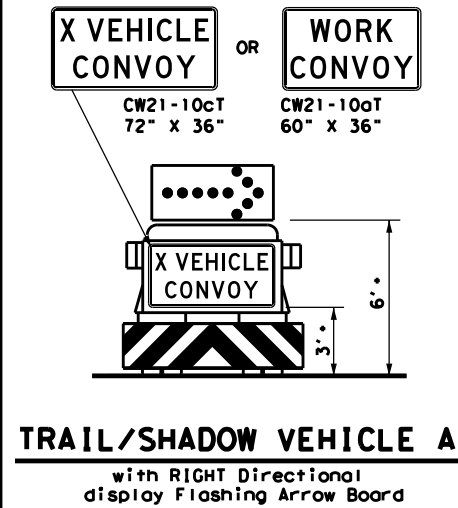 X VEHICLE
CONVOY
OR
WORK
CONVOY
CW21-10cT
72" X 36"
CW21-10aT
60" X 36"
X VEHICLE
CONVOY
6'
3'
TRAIL/SHADOW VEHICLE A
with RIGHT Directional
display Flashing Arrow Board